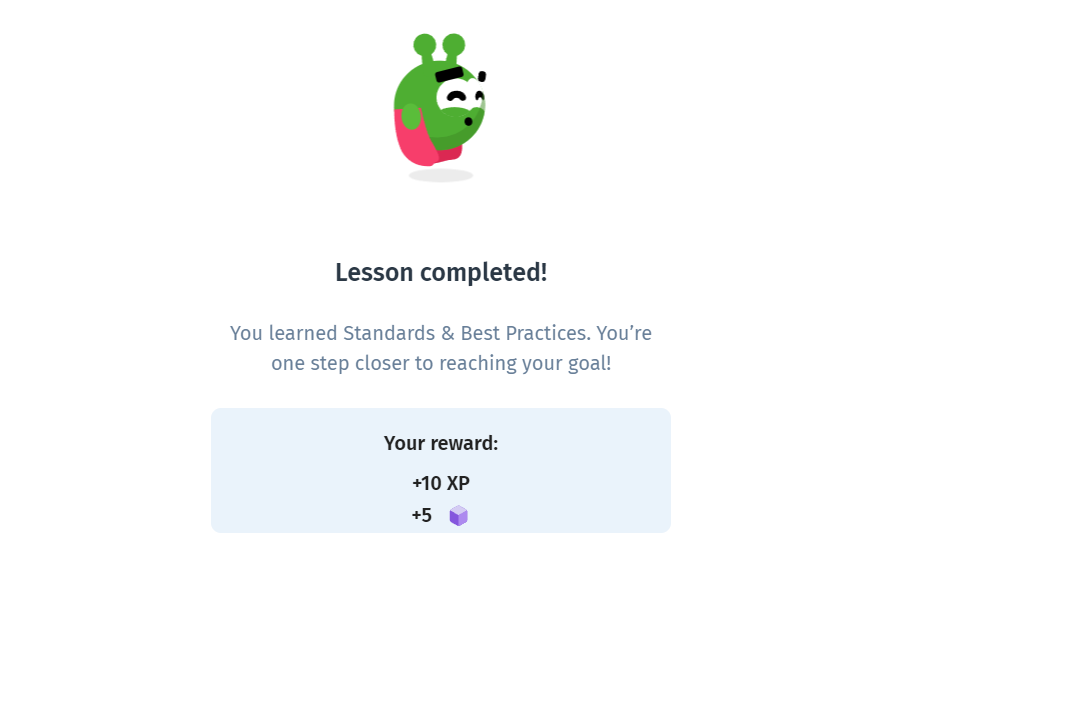 Lesson completed!
You learned Standards & Best Practices. You’re
one step closer to reaching your goal!
Your reward:
+10 XP
+5